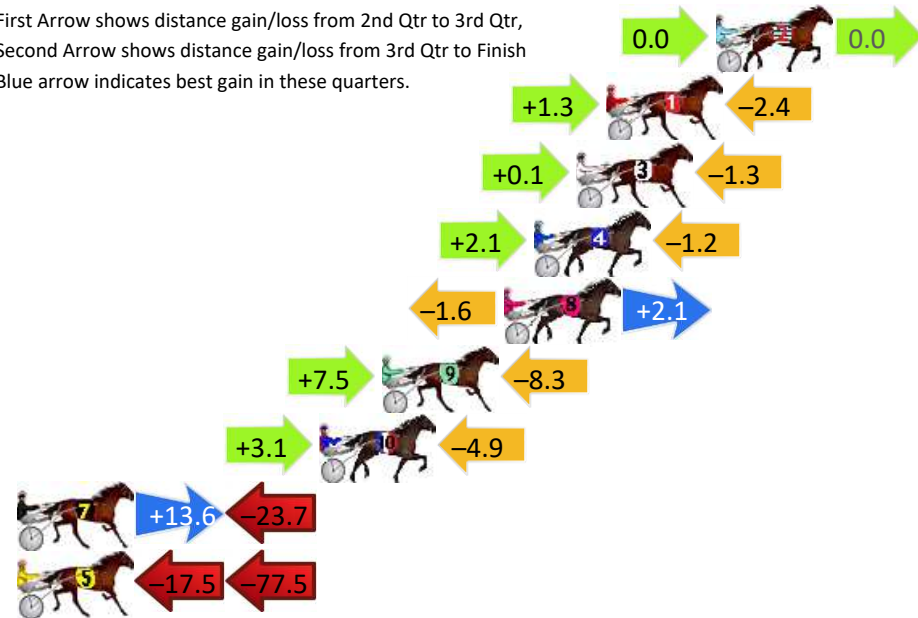 First Arrow shows distance gain/loss from 2nd Qtr to 3rd Qtr,
Second Arrow shows distance gain/loss from 3rd Qtr to Finish
Blue arrow indicates best gain in these quarters.
0.0 2 0.0
+1.3 1 –2.4
+0.1 3 –1.3
+2.1 4 –1.2
–1.6 8 +2.1
+7.5 9 –8.3
+3.1 10 –4.9
7 +13.6 –23.7
5 –17.5 –77.5